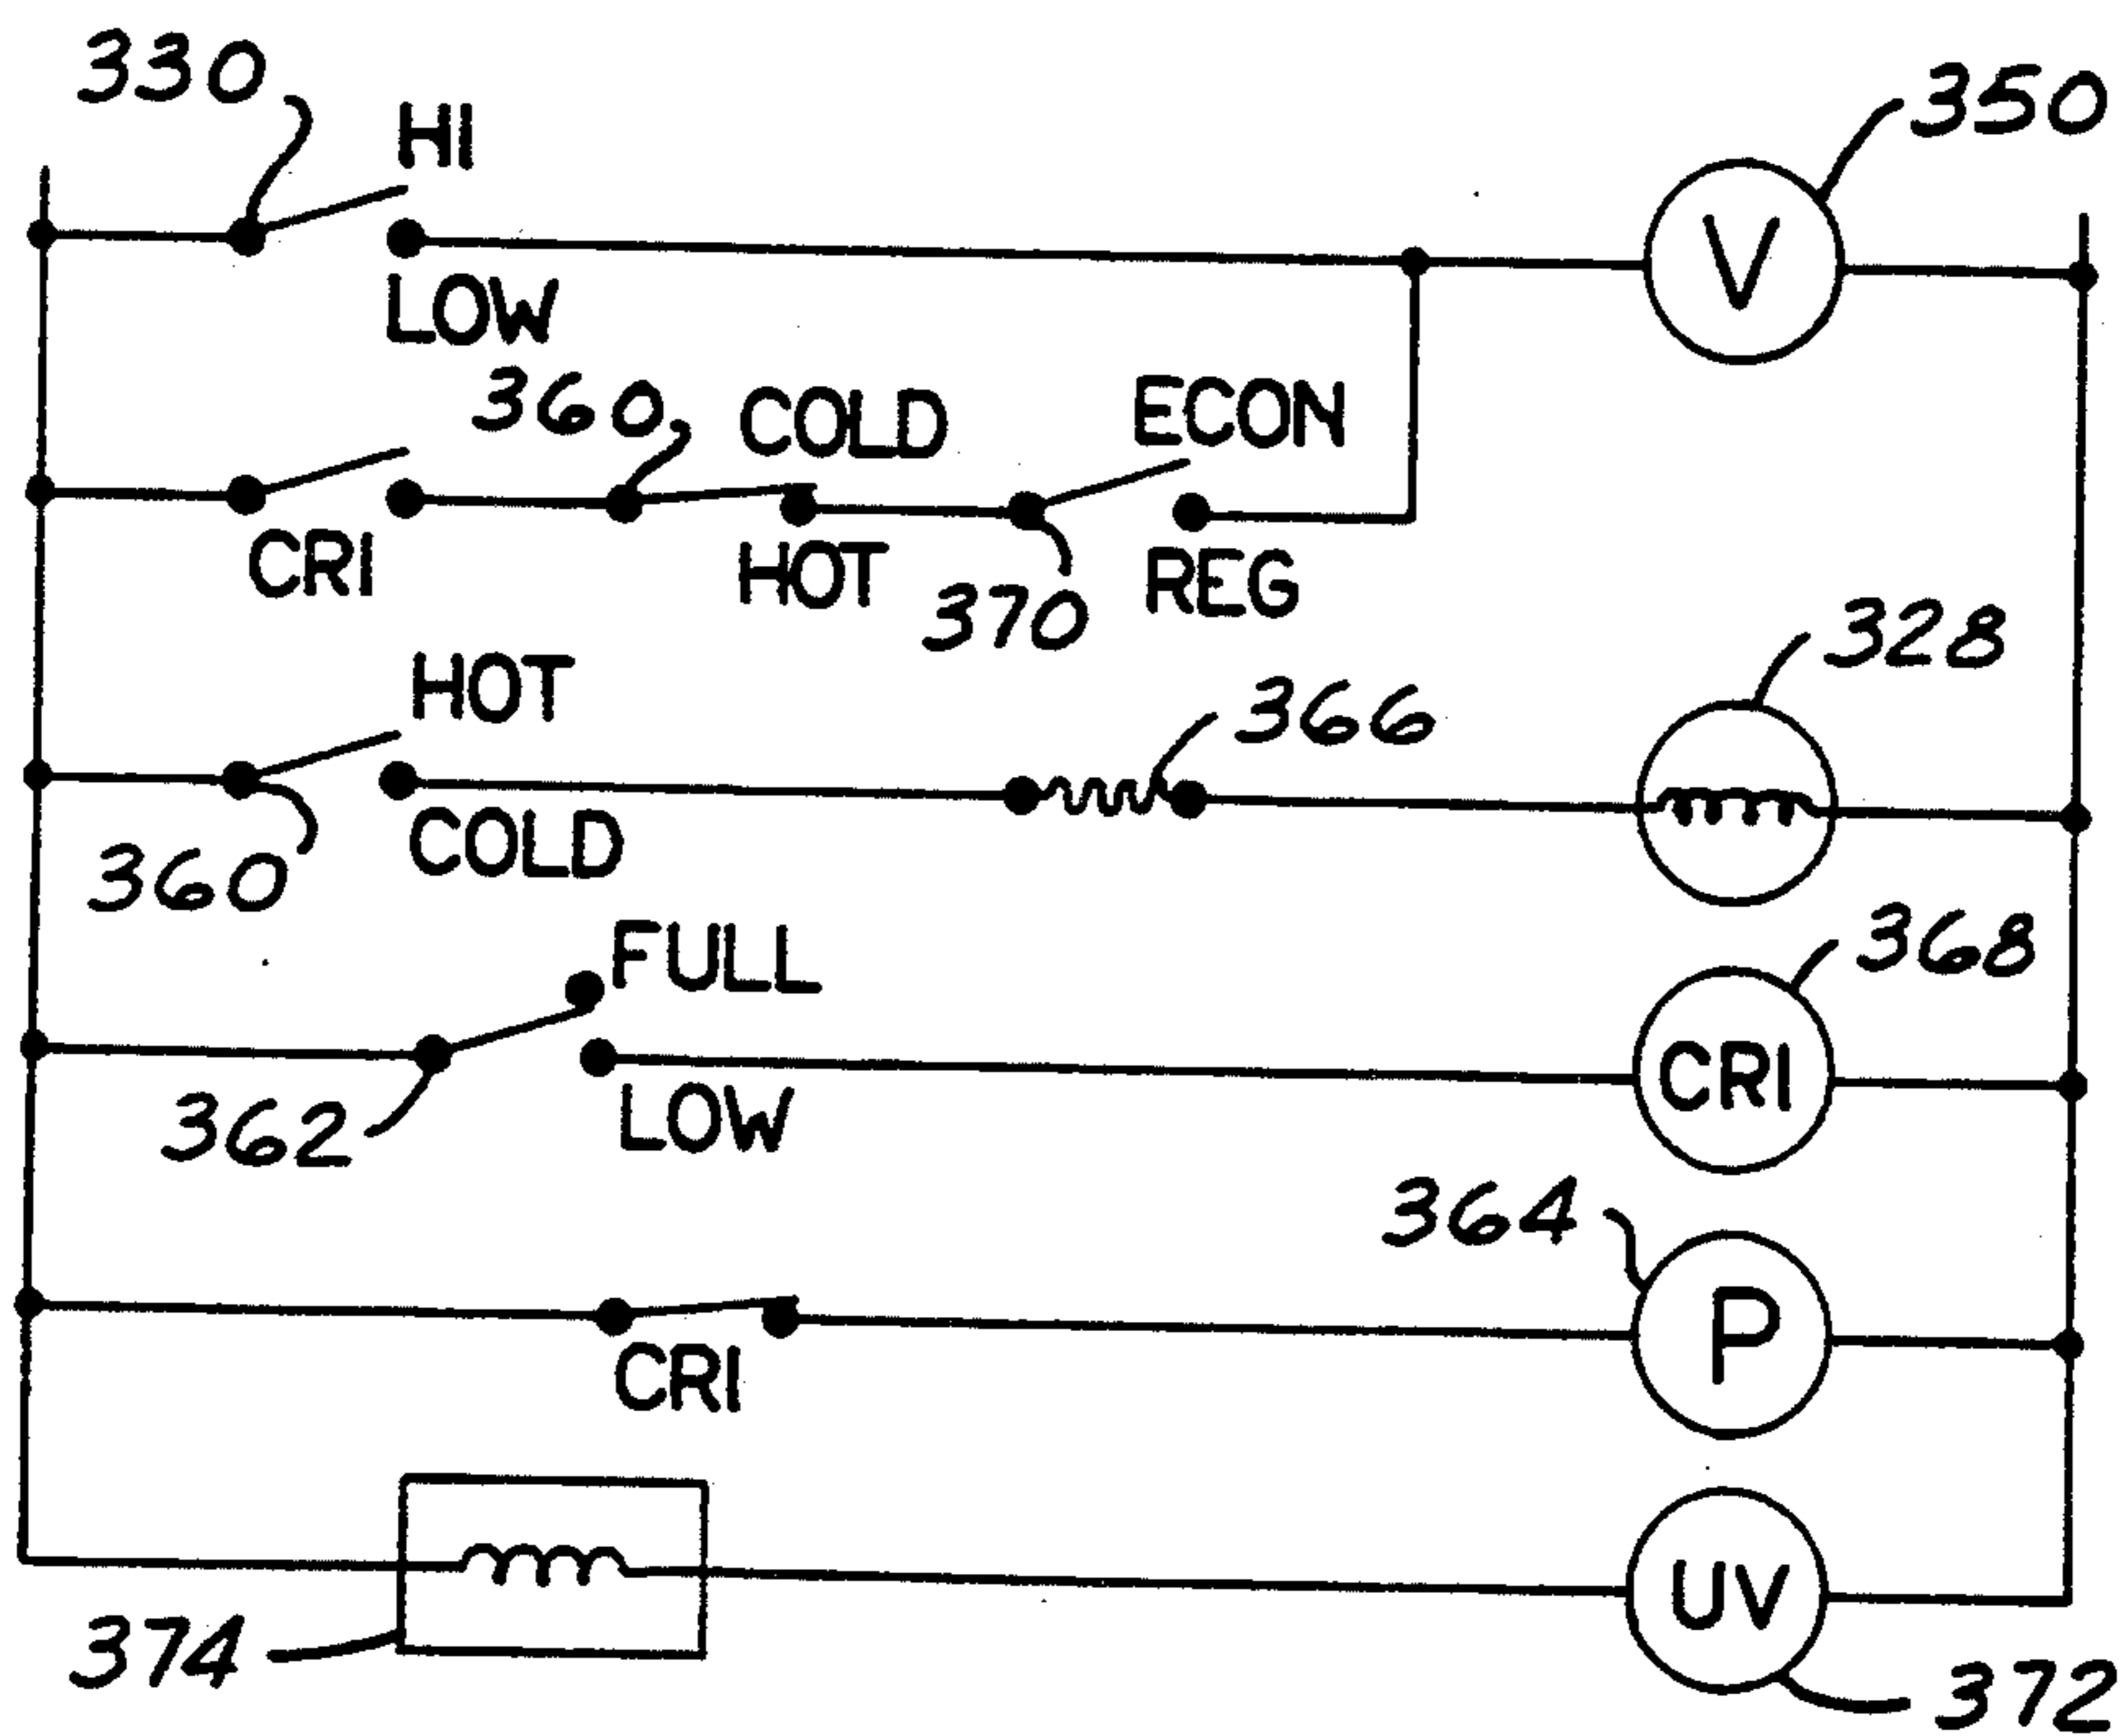 330
HI
350
V
LOW
360
COLD
ECON
CRI
HOT
370
REG
328
HOT
366
360
COLD
FULL
368
CRI
362
LOW
364
P
CRI
UV
374
372